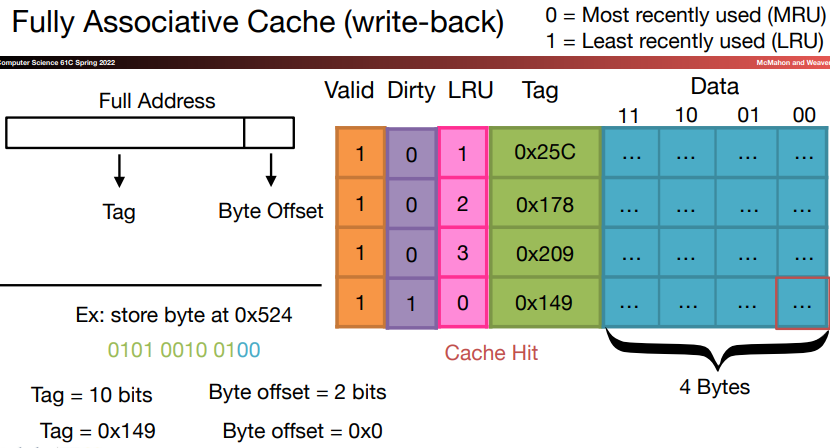 Fully Associative Cache (write-back)
0 = Most recently used (MRU)
1 = Least recently used (LRU)
Computer Science 61C Spring 2022
McMahon and Weaver
Full Address
Tag
Byte Offset
Valid Dirty LRU Tag Data
11 10 01 00
1 0 1 0x25C ... ... ... ...
1 0 2 0x178 ... ... ... ...
1 0 3 0x209 ... ... ... ...
1 1 0 0x149 ... ... ... ...
Cache Hit
4 Bytes
Ex: store byte at 0x524
0101 0010 0100
Tag = 10 bits
Byte offset = 2 bits
Tag = 0x149
Byte offset = 0x0